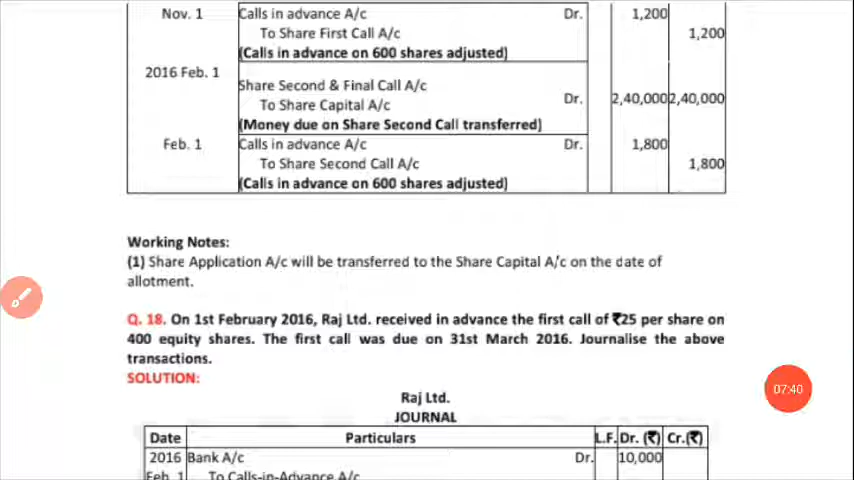 Nov. 1 Calls in advance A/c Dr. 1,200
To Share First Call A/c 1,200
(Calls in advance on 600 shares adjusted)
2016 Feb. 1
Share Second & Final Call A/c
To Share Capital A/c Dr. 2,40,000 2,40,000
(Money due on Share Second Call transferred)
Feb. 1 Calls in advance A/c Dr. 1,800
To Share Second Call A/c 1,800
(Calls in advance on 600 shares adjusted)
Working Notes:
(1) Share Application A/c will be transferred to the Share Capital A/c on the date of
allotment.
Q. 18. On 1st February 2016, Raj Ltd. received in advance the first call of ₹25 per share on
400 equity shares. The first call was due on 31st March 2016. Journalise the above
transactions.
SOLUTION:
07:40
Raj Ltd.
JOURNAL
Date Particulars L.F. Dr. (₹) Cr.(₹)
2016 Bank A/c Dr. 10,000
Feb. 1 To Calls-in-Advance A/c